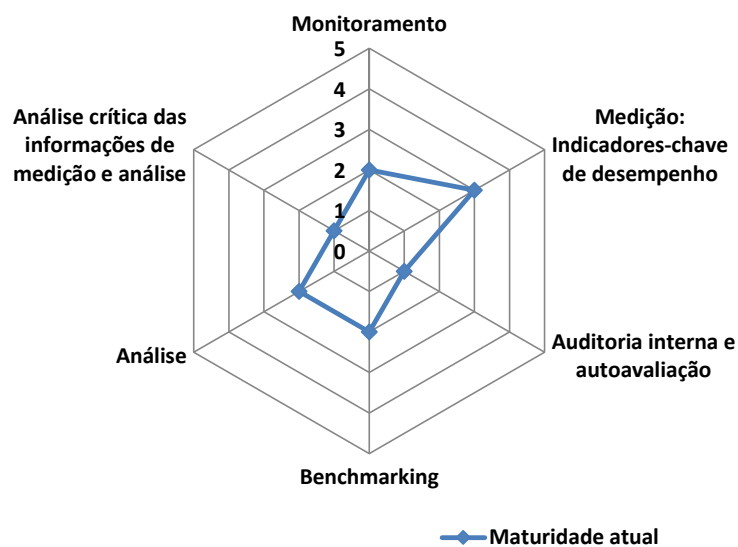 Monitoramento
5
4
3
2
1
0
Medição:
Indicadores-chave
de desempenho
Auditoria interna e
autoavaliação
Benchmarking
Análise
Análise crítica das
informações de
medição e análise
Maturidade atual